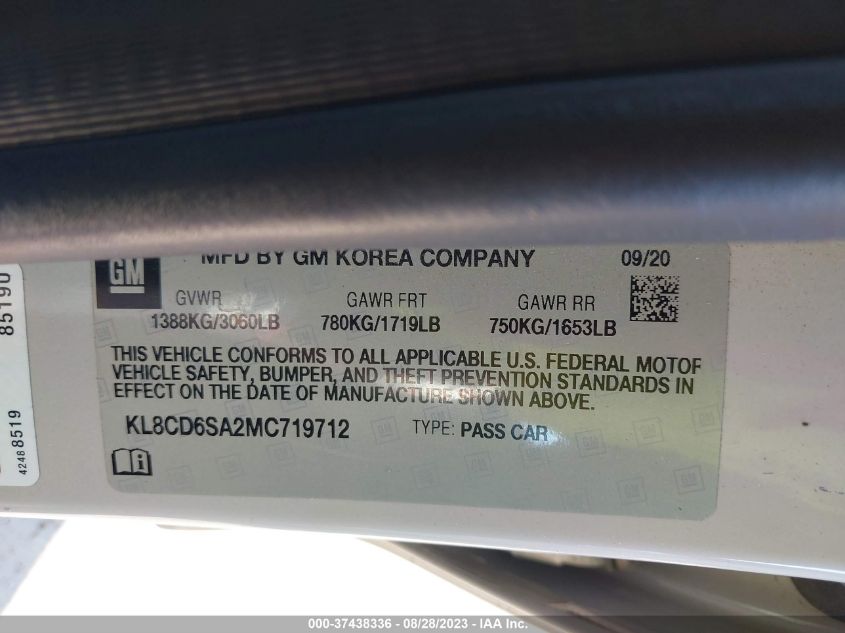 MFD BY GM KOREA COMPANY 09/20
GM
GVWR GAWR FRT GAWR RR
1388KG/3060LB 780KG/1719LB 750KG/1653LB
THIS VEHICLE CONFORMS TO ALL APPLICABLE U.S. FEDERAL MOTOR
VEHICLE SAFETY, BUMPER, AND THEFT PREVENTION STANDARDS IN
EFFECT ON THE DATE OF MANUFACTURE SHOWN ABOVE.
KL8CD6SA2MC719712 TYPE: PASS CAR
85190
4248 8519
000-37438336 - 08/28/2023 - IAA Inc.